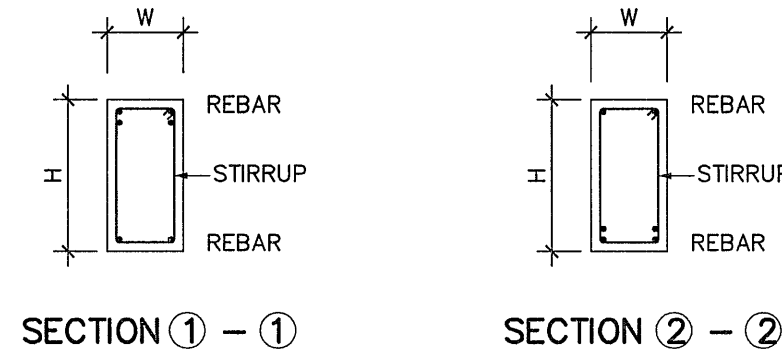 W
REBAR
H
STIRRUP
REBAR
SECTION 1 – 1
W
REBAR
H
STIRRUP
REBAR
SECTION 2 – 2